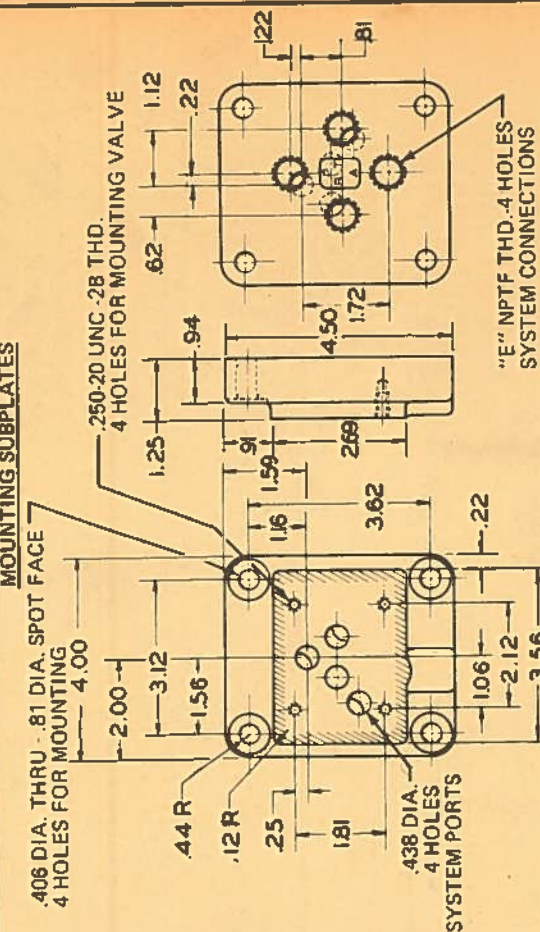 MOUNTING SUBPLATES
.406 DIA. THRU - .81 DIA. SPOT FACE
4 HOLES FOR MOUNTING
.250-20 UNC-2B THD.
4 HOLES FOR MOUNTING VALVE
4.00
2.00
3.12
1.56
.44 R
.12 R
.25
1.81
.438 DIA.
4 HOLES
SYSTEM PORTS
1.16
1.59
.91
3.62
.22
1.06
2.12
3.56
1.25
.94
2.69
4.50
1.72
.62
.22
1.12
.81
"E" NPTF THD.-4 HOLES
SYSTEM CONNECTIONS